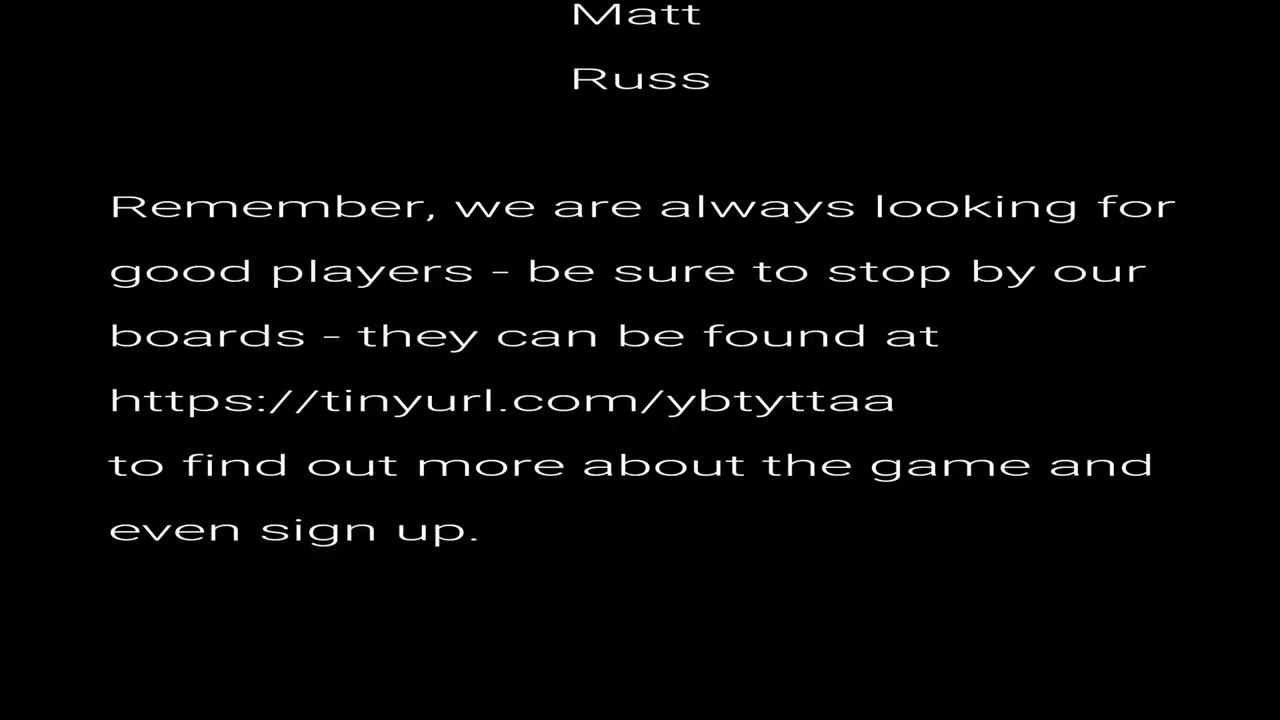 Matt
Russ
Remember, we are always looking for
good players - be sure to stop by our
boards - they can be found at
https://tinyurl.com/ybtyttaa
to find out more about the game and
even sign up.